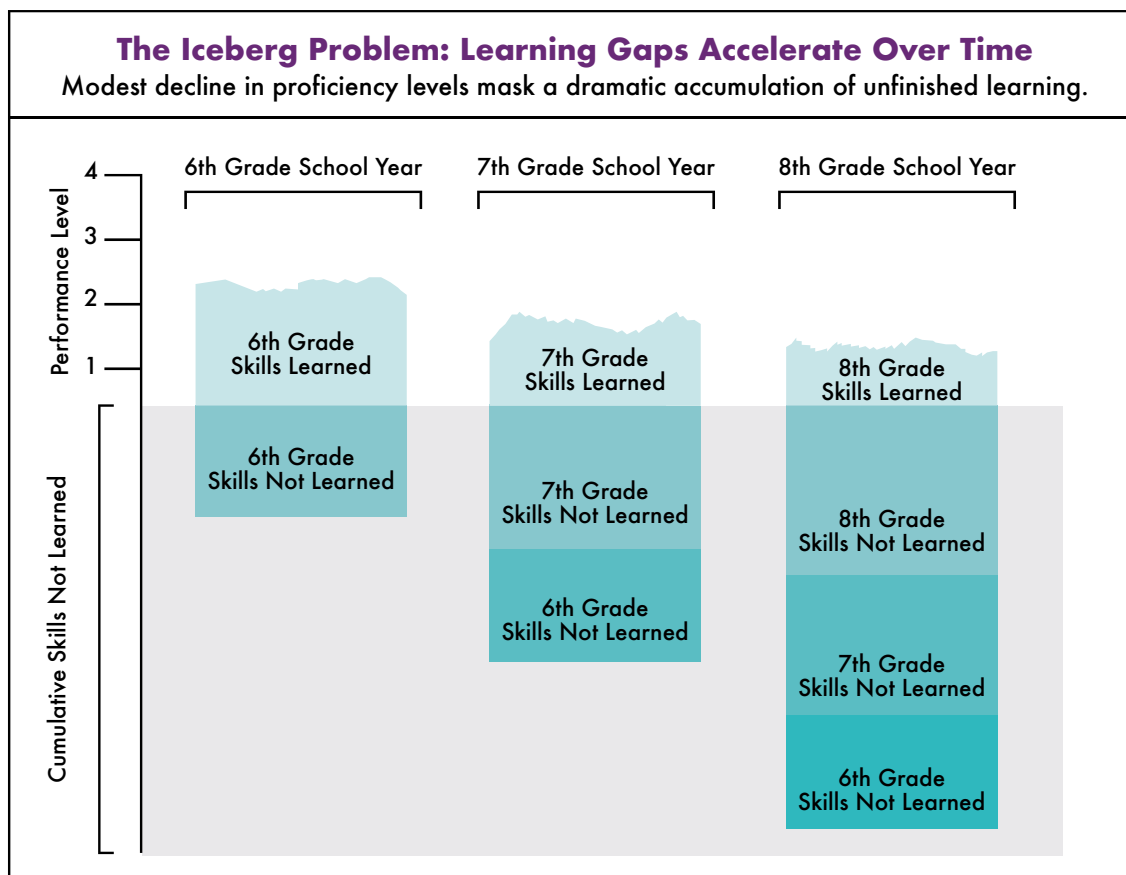 The Iceberg Problem: Learning Gaps Accelerate Over Time
Modest decline in proficiency levels mask a dramatic accumulation of unfinished learning.
6th Grade School Year
7th Grade School Year
8th Grade School Year
Performance Level
4
3
2
1
6th Grade
Skills Learned
7th Grade
Skills Learned
8th Grade
Skills Learned
Cumulative Skills Not Learned
6th Grade
Skills Not Learned
7th Grade
Skills Not Learned
6th Grade
Skills Not Learned
8th Grade
Skills Not Learned
7th Grade
Skills Not Learned
6th Grade
Skills Not Learned